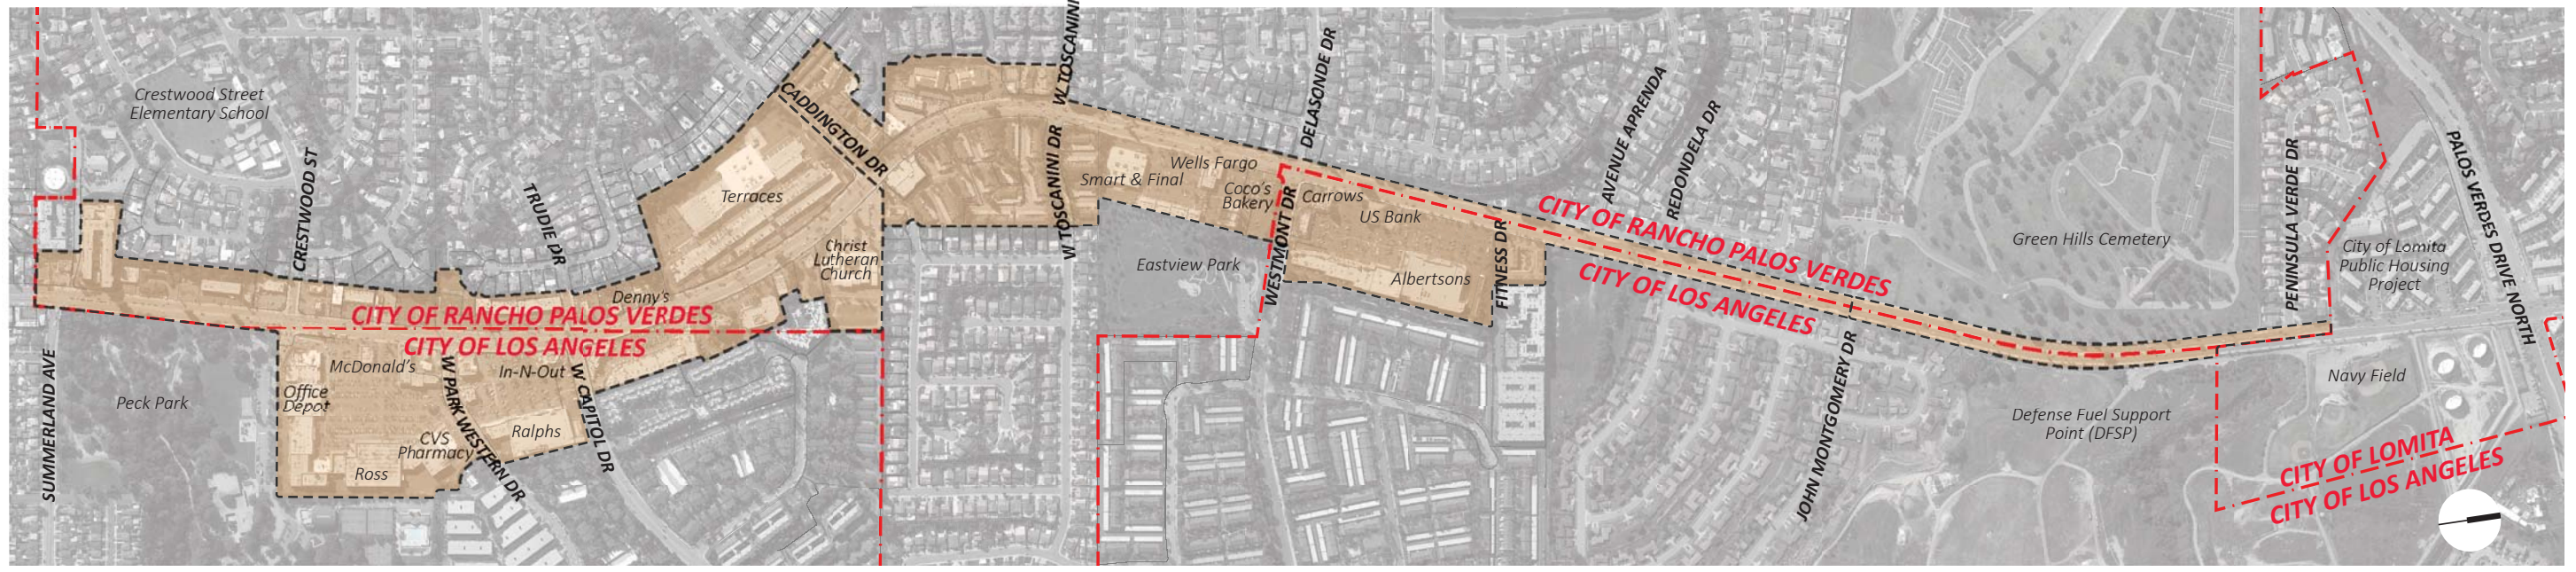 Crestwood Street
Elementary School
CRESTWOOD ST
TRUDIE DR
CADDINGTON DR
Terraces
Christ
Lutheran
Church
Denny's
CITY OF RANCHO PALOS VERDES
CITY OF LOS ANGELES
SUMMERLAND AVE
Peck Park
McDonald's
Office
Depot
Ross
CVS
Pharmacy
W PARK WESTERN DR
In-N-Out
Ralphs
W CAPITOL DR
W TOSCANINI
W TOSCANINI DR
Smart & Final
Wells Fargo
Coco's
Bakery
Eastview Park
WESTMONT DR
DELASONDE DR
Carrows
US Bank
Albertsons
FITNESS DR
AVENUE APRENDA
REDONDELA DR
CITY OF RANCHO PALOS VERDES
CITY OF LOS ANGELES
JOHN MONTGOMERY DR
Green Hills Cemetery
Defense Fuel Support
Point (DFSP)
PENINSULA VERDE DR
PALOS VERDES DRIVE NORTH
City of Lomita
Public Housing
Project
Navy Field
CITY OF LOMITA
CITY OF LOS ANGELES